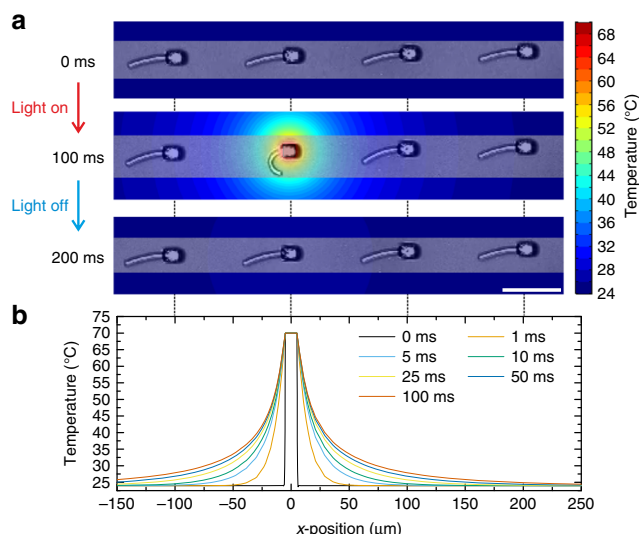 a
0 ms
Light on
100 ms
Light off
200 ms
68
64
60
56
52
48
44
40
36
32
28
24
Temperature (°C)
b
75
70
65
60
55
50
45
40
35
30
25
Temperature (°C)
0 ms
1 ms
5 ms
10 ms
25 ms
50 ms
100 ms
−150 −100 −50 0 50 100 150 200 250
x-position (μm)